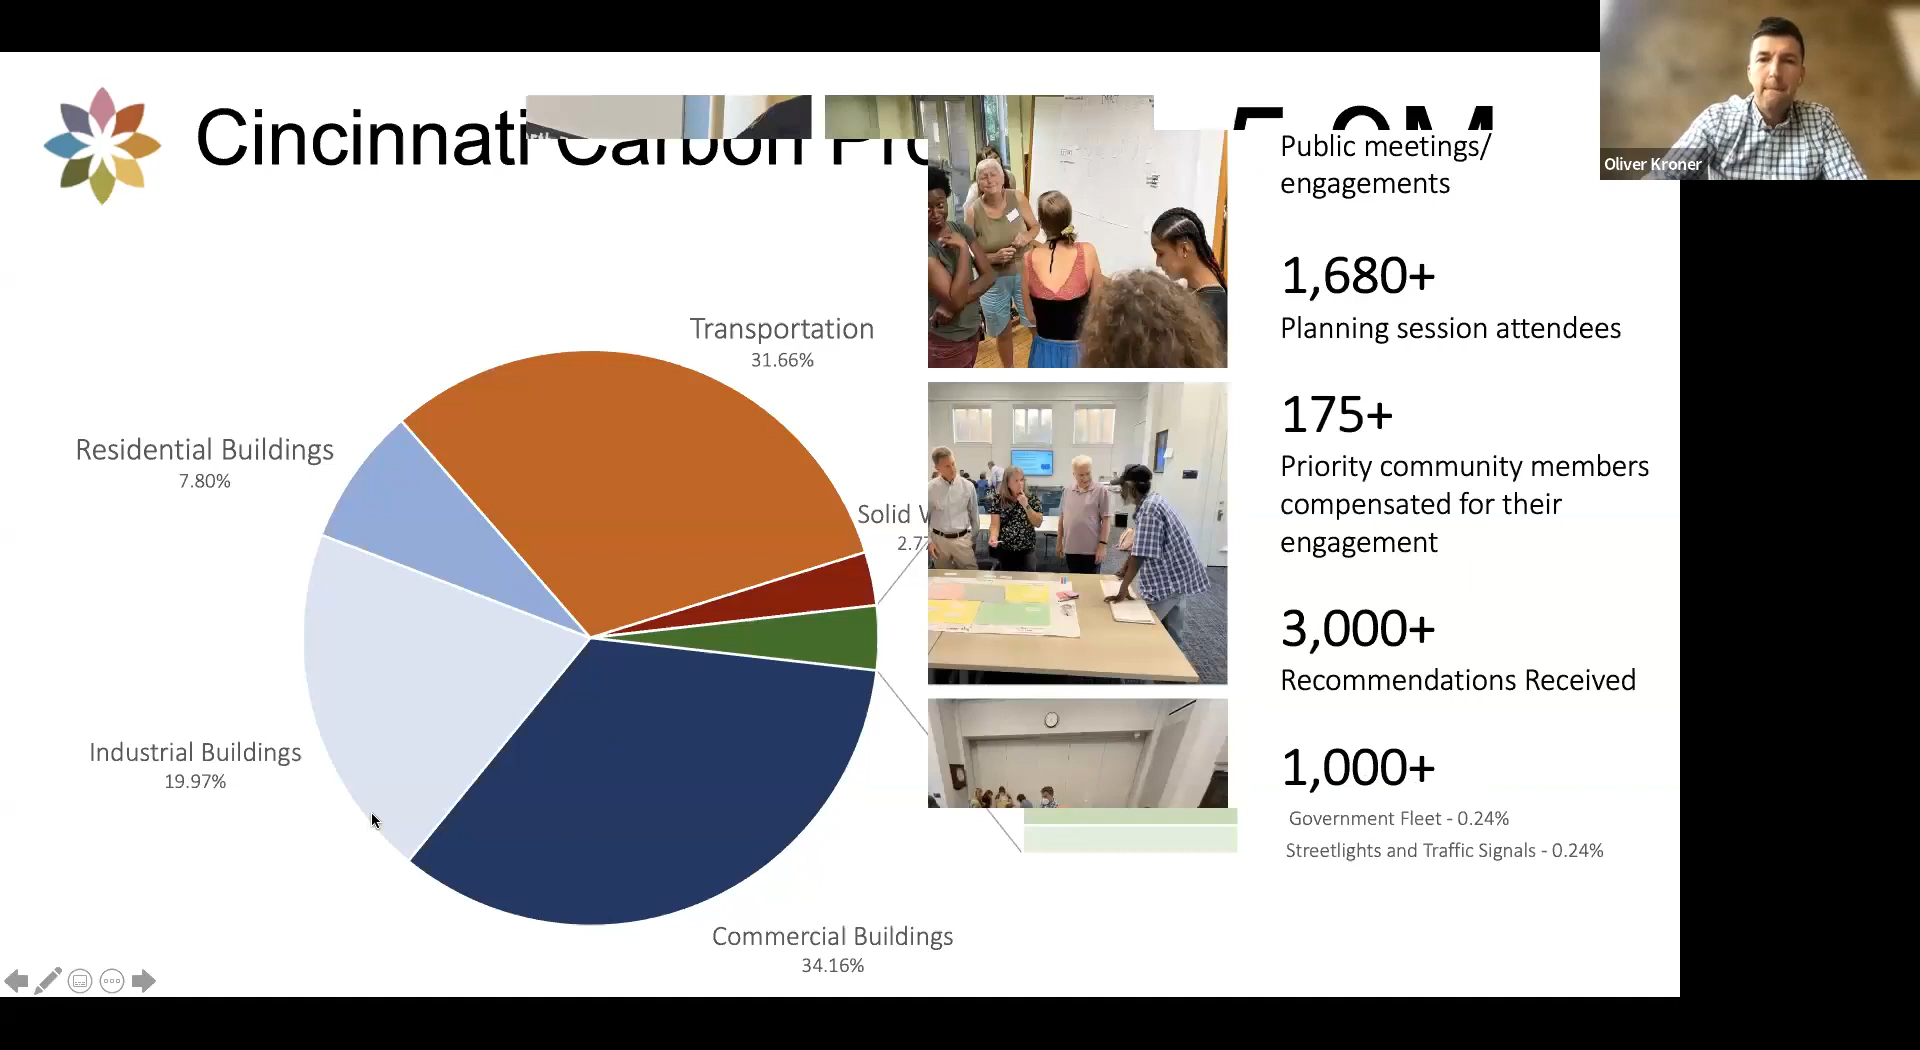 Cincinnati Carbon
Oliver Kroner
Public meetings/
engagements
1,680+
Planning session attendees
175+
Priority community members
compensated for their
engagement
3,000+
Recommendations Received
1,000+
Government Fleet - 0.24%
Streetlights and Traffic Signals - 0.24%
Transportation
31.66%
Residential Buildings
7.80%
Solid
Industrial Buildings
19.97%
Commercial Buildings
34.16%